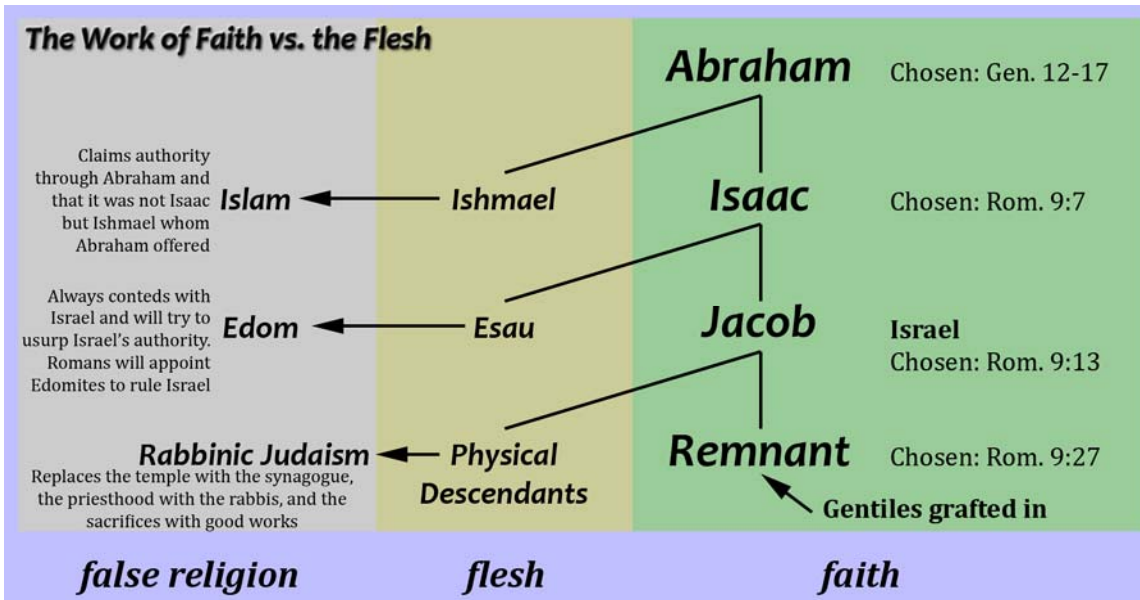 The Work of Faith vs. the Flesh
Abraham
Chosen: Gen. 12-17
Claims authority
through Abraham and
that it was not Isaac
but Ishmael whom
Abraham offered
Islam
Ishmael
Isaac
Chosen: Rom. 9:7
Always conteds with
Israel and will try to
usurp Israel's authority.
Romans will appoint
Edomites to rule Israel
Edom
Esau
Jacob
Israel
Chosen: Rom. 9:13
Rabbinic Judaism
Replaces the temple with the synagogue,
the priesthood with the rabbis, and the
sacrifices with good works
Physical
Descendants
Remnant
Chosen: Rom. 9:27
Gentiles grafted in
false religion
flesh
faith